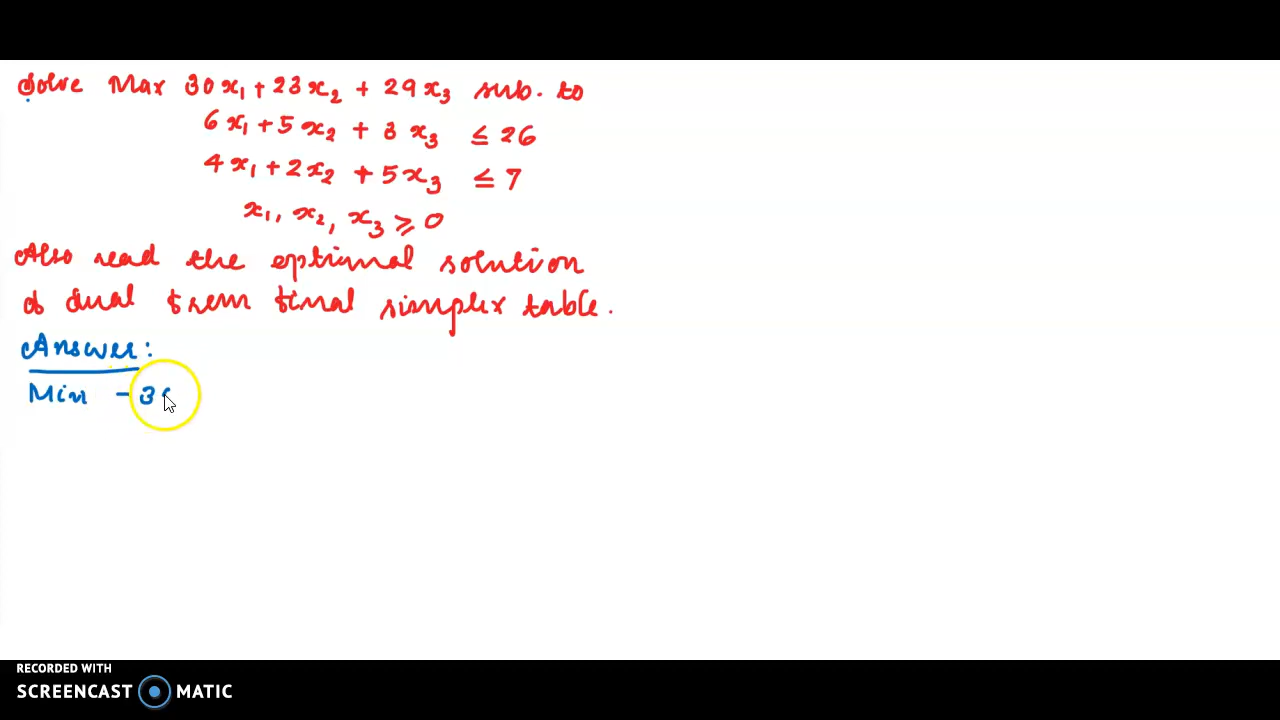 Solve Max 30x₁ + 23x₂ + 29x₃ sub. to
6x₁ + 5x₂ + 3x₃ ≤ 26
4x₁ + 2x₂ + 5x₃ ≤ 7
x₁, x₂, x₃ ≥ 0
Also read the optimal solution
of dual from final simplex table.
Answer:
Min - 3
RECORDED WITH
SCREENCAST MATIC